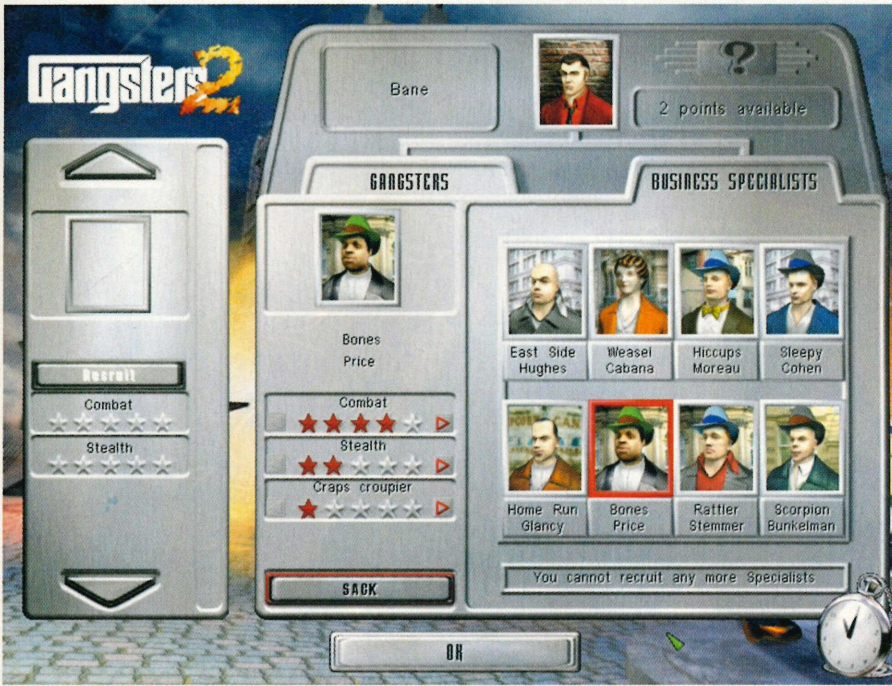 Gangsters 2
Bane
?
2 points available
GANGSTERS
BUSINESS SPECIALISTS
Bones
Price
Recruit
Combat
Stealth
Combat
Stealth
Craps croupier
SACK
East Side
Hughes
Weasel
Cabana
Hiccups
Moreau
Sleepy
Cohen
Home Run
Glancy
Bones
Price
Rattler
Stemmer
Scorpion
Bunkelman
You cannot recruit any more Specialists
OK